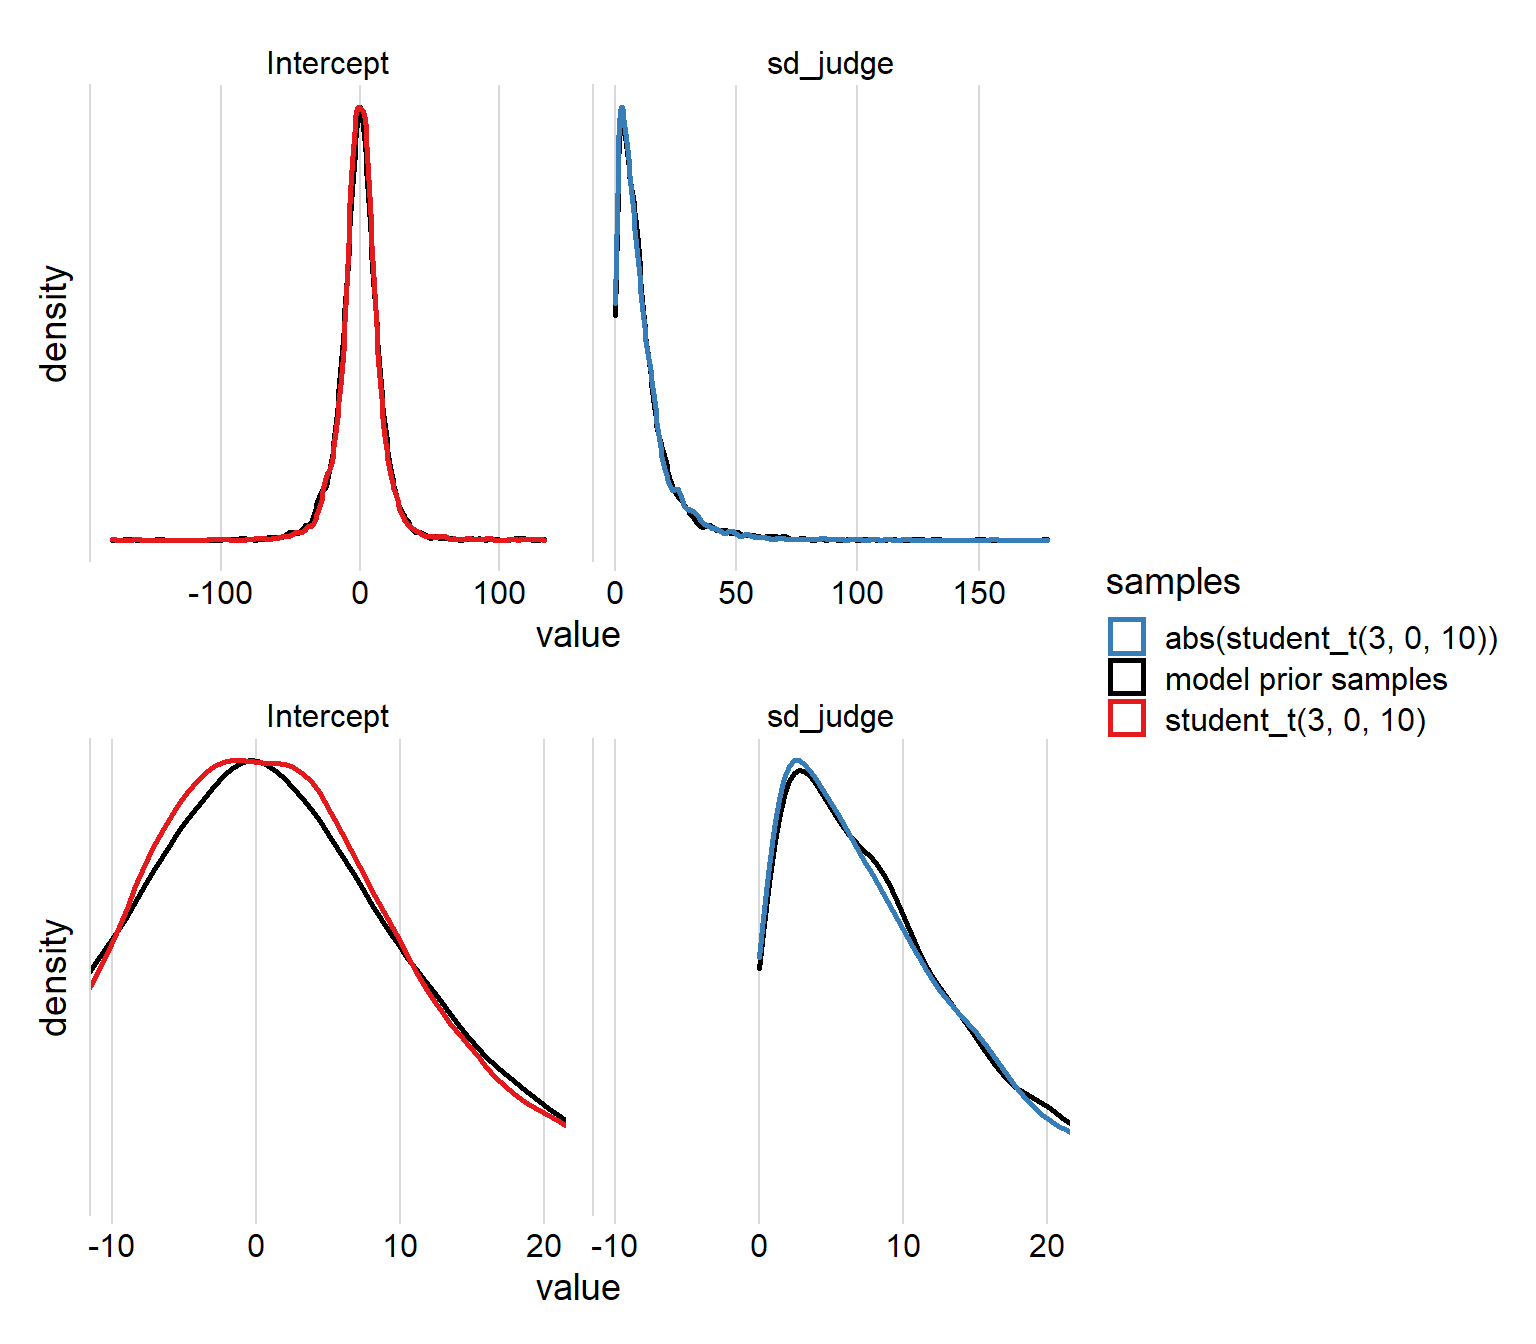 Intercept
sd_judge
density
-100
0
100
0
50
100
150
value
samples
abs(student_t(3, 0, 10))
model prior samples
student_t(3, 0, 10)
Intercept
sd_judge
density
-10
0
10
20
-10
0
10
20
value